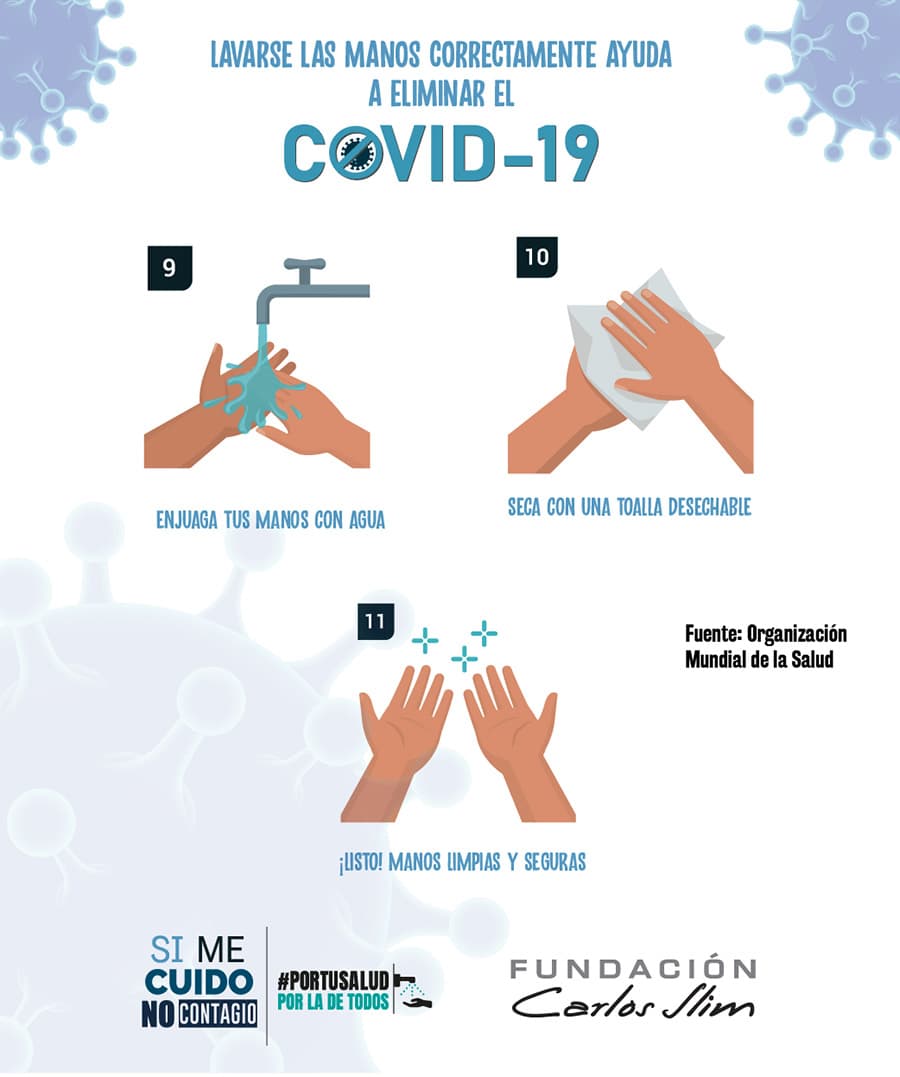 LAVARSE LAS MANOS CORRECTAMENTE AYUDA
A ELIMINAR EL
COVID-19
9
10
ENJUAGA TUS MANOS CON AGUA
SECA CON UNA TOALLA DESECHABLE
11
Fuente: Organización
Mundial de la Salud
¡LISTO! MANOS LIMPIAS Y SEGURAS
SI ME
CUIDO
NO CONTAGIO
#PORTUSALUD
POR LA DE TODOS
FUNDACIÓN
Carlos Slim